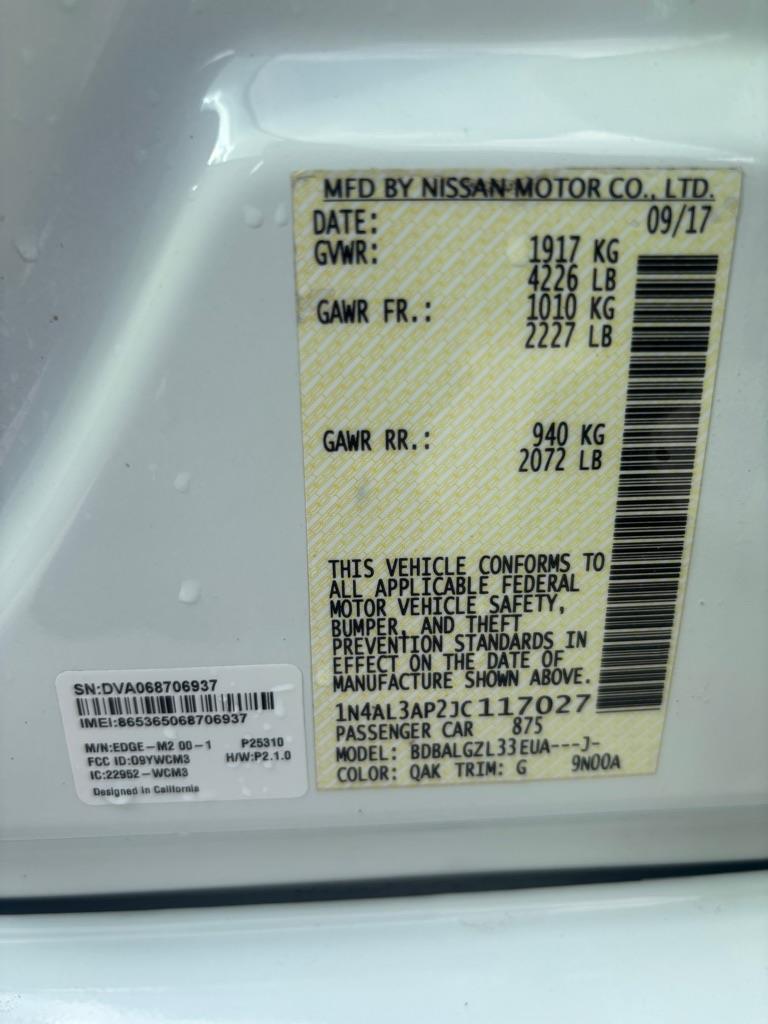 MFD BY NISSAN MOTOR CO., LTD.
DATE: 09/17
GVWR: 1917 KG
4226 LB
GAWR FR.: 1010 KG
2227 LB
GAWR RR.: 940 KG
2072 LB
THIS VEHICLE CONFORMS TO
ALL APPLICABLE FEDERAL
MOTOR VEHICLE SAFETY,
BUMPER, AND THEFT
PREVENTION STANDARDS IN
EFFECT ON THE DATE OF
MANUFACTURE SHOWN ABOVE.
1N4AL3AP2JC117027
PASSENGER CAR 875
MODEL: BDBALGZL33EUA---J-
COLOR: QAK TRIM: G 9N00A
SN:DVA068706937
IMEI:865365068706937
M/N:EDGE-M2 00-1 P25310
FCC ID:O9YWCM3 H/W:P2.1.0
IC:22952-WCM3
Designed in California